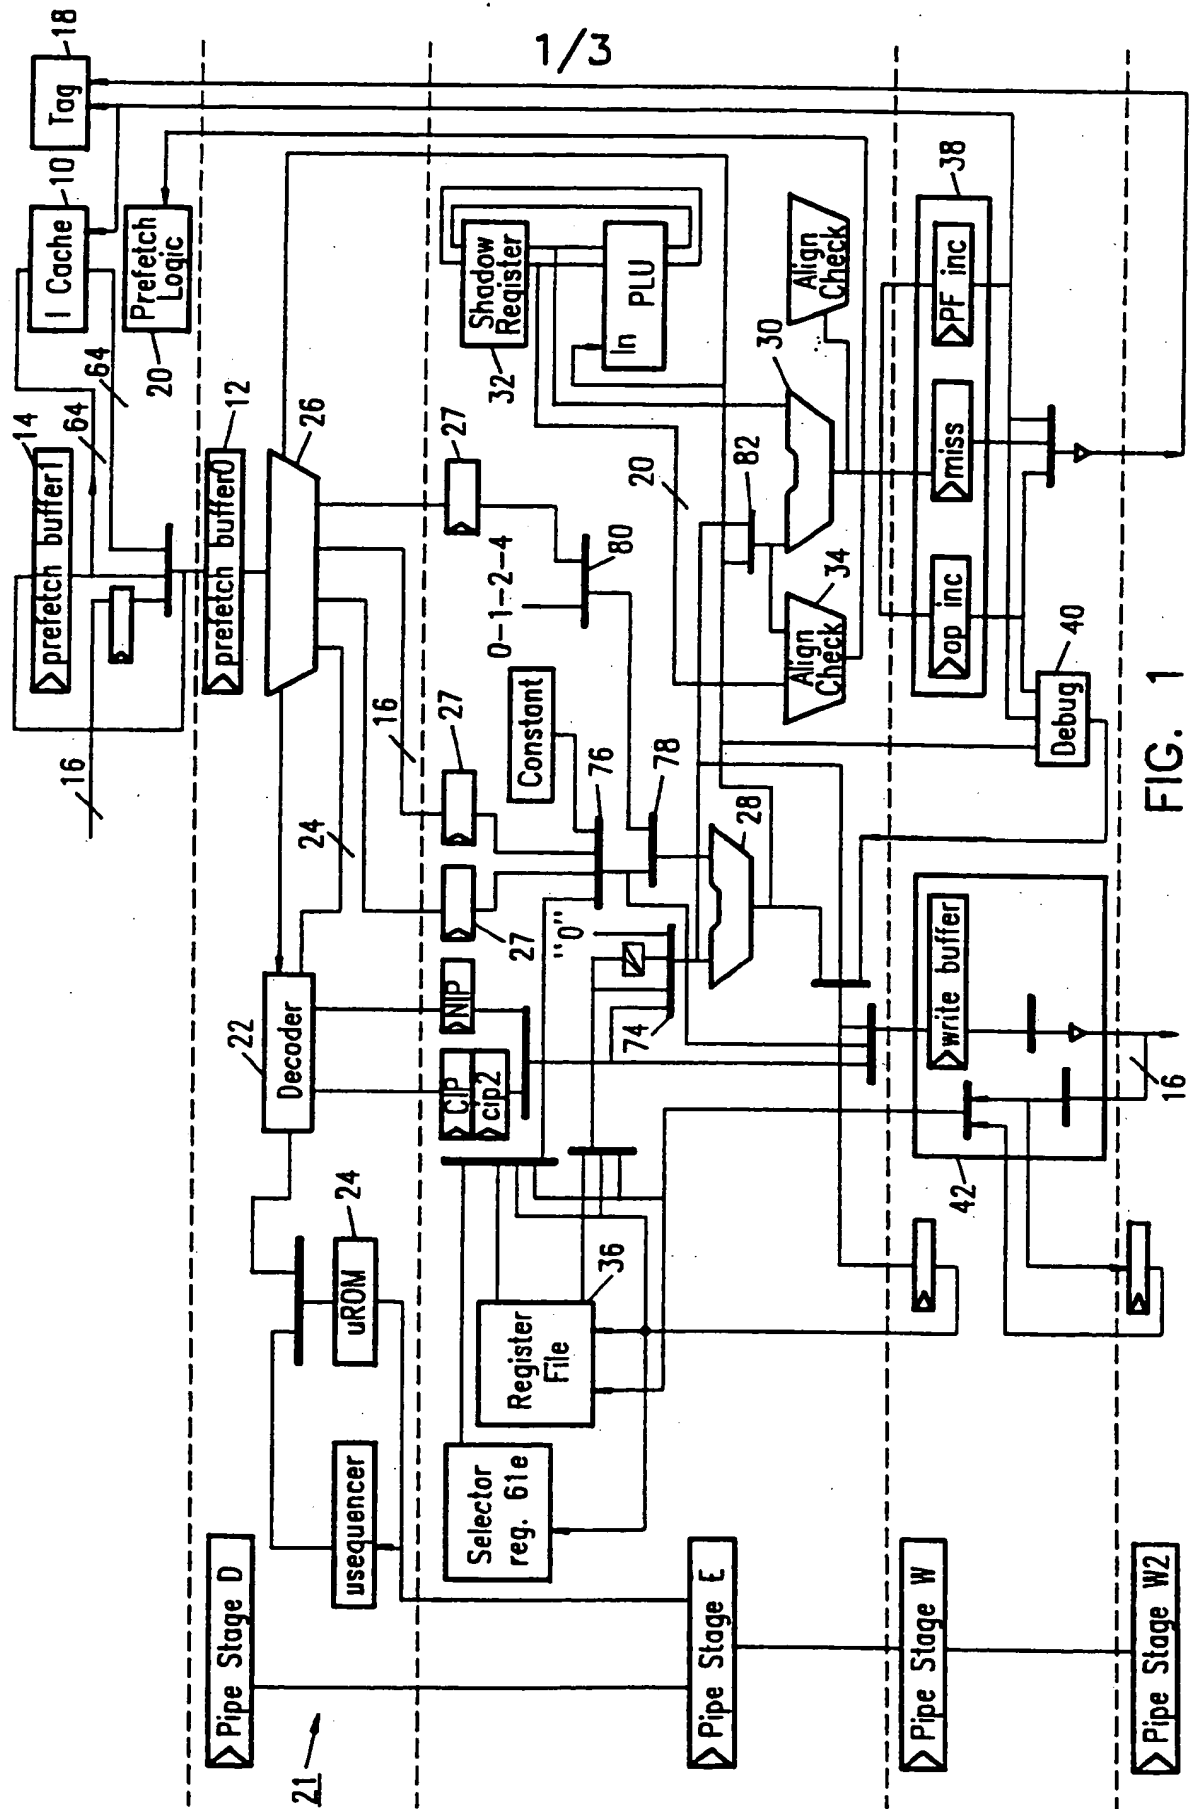 1/3
Tag
18
I Cache
10
Prefetch
Logic
20
64
64
prefetch buffer1
14
16
prefetch buffer0
12
26
Decoder
22
24
16
uROM
24
usequencer
Pipe Stage D
21
Shadow
Register
32
In
PLU
27
27
27
NIP
CIP
cip2
0-1-2-4
80
Constant
76
78
"0"
74
28
20
82
30
Align
Check
Align
Check
34
Register
File
36
Selector
reg. 61e
Pipe Stage E
PF inc
miss
op inc
38
Debug
40
write buffer
42
16
Pipe Stage W
Pipe Stage W2
FIG. 1